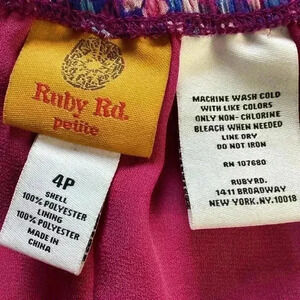 Ruby Rd.
petite
4P
SHELL
100% POLYESTER
LINING
100% POLYESTER
MADE IN
CHINA
MACHINE WASH COLD
WITH LIKE COLORS
ONLY NON- CHLORINE
BLEACH WHEN NEEDED
LINE DRY
DO NOT IRON
RN 107680
RUBYRD.
1411 BROADWAY
NEW YORK.NY.10018